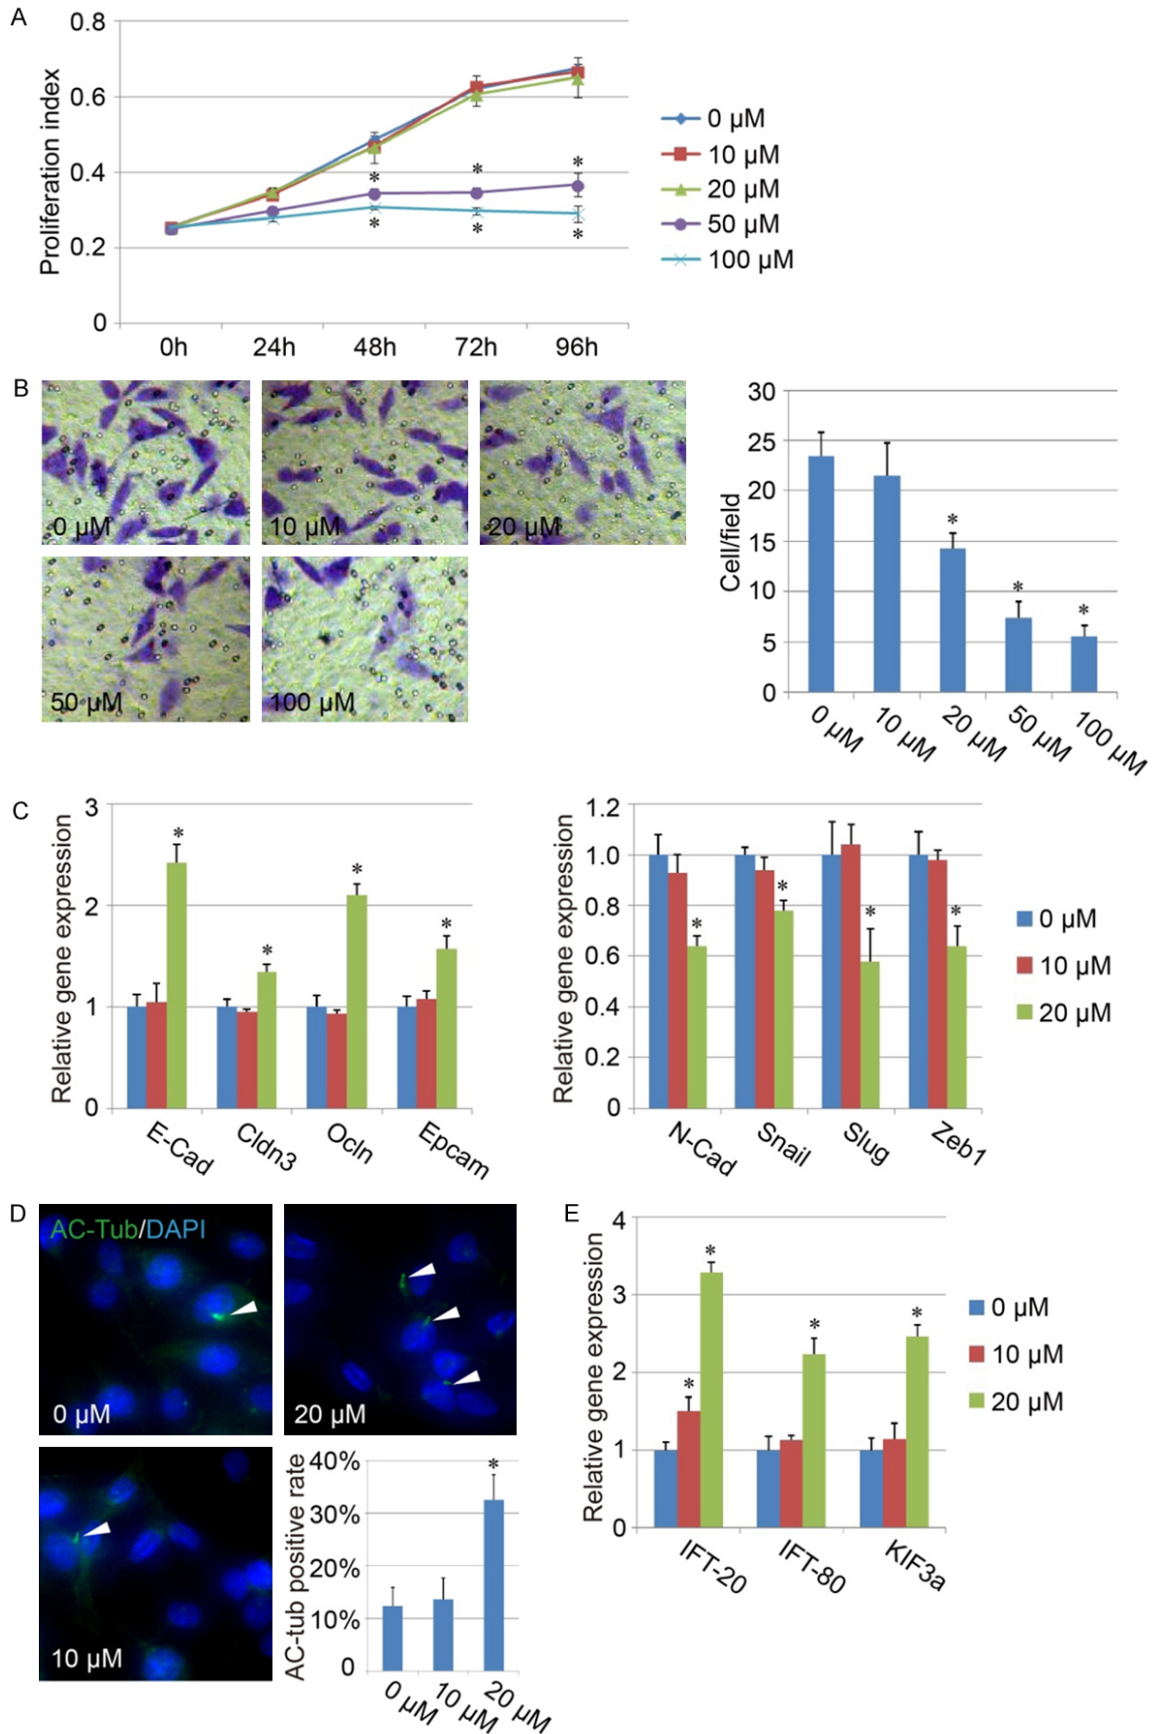 A
0.8
0.6
0.4
0.2
0
Proliferation index
* * *
* * *
0h 24h 48h 72h 96h
0 µM
10 µM
20 µM
50 µM
100 µM
B
0 µM
10 µM
20 µM
50 µM
100 µM
30
25
20
15
10
5
0
Cell/field
* * *
0 µM 10 µM 20 µM 50 µM 100 µM
C
3
2
1
0
Relative gene expression
* * * *
E-Cad Cldn3 Ocln Epcam
1.2
1.0
0.8
0.6
0.4
0.2
0
Relative gene expression
* * * *
N-Cad Snail Slug Zeb1
0 µM
10 µM
20 µM
D
AC-Tub/DAPI
0 µM
20 µM
10 µM
40%
30%
20%
10%
0
AC-tub positive rate
*
0 µM 10 µM 20 µM
E
4
3
2
1
0
Relative gene expression
* * * *
IFT-20 IFT-80 KIF3a
0 µM
10 µM
20 µM